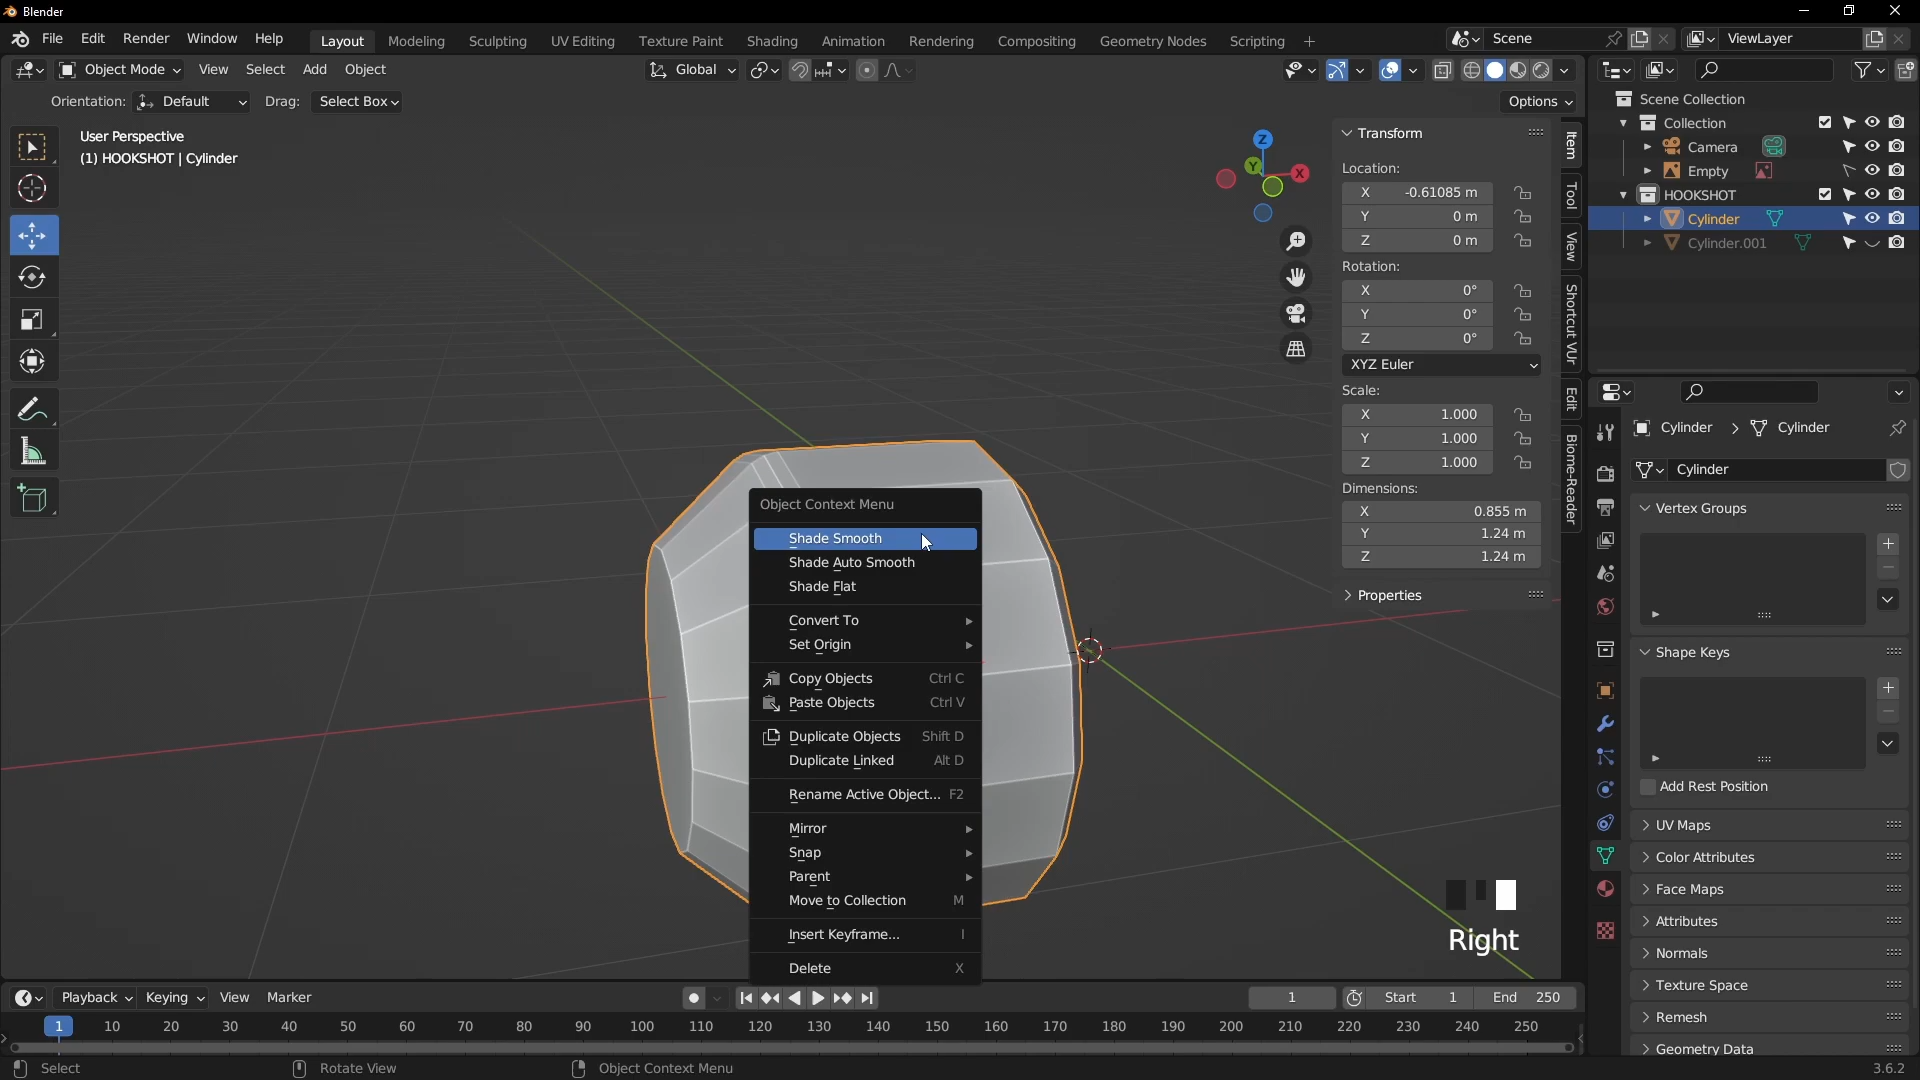 Blender
File Edit Render Window Help
Layout Modeling Sculpting UV Editing Texture Paint Shading Animation Rendering Compositing Geometry Nodes Scripting +
Scene
ViewLayer
Object Mode View Select Add Object
Global
Orientation: Default Drag: Select Box
Options
User Perspective
(1) HOOKSHOT | Cylinder
Z
Y
X
Transform
Location:
X -0.61085 m
Y 0 m
Z 0 m
Rotation:
X 0°
Y 0°
Z 0°
XYZ Euler
Scale:
X 1.000
Y 1.000
Z 1.000
Dimensions:
X 0.855 m
Y 1.24 m
Z 1.24 m
Properties
Item
Tool
View
Shortcut VUr
Edit
Biome-Reader
Object Context Menu
Shade Smooth
Shade Auto Smooth
Shade Flat
Convert To
Set Origin
Copy Objects Ctrl C
Paste Objects Ctrl V
Duplicate Objects Shift D
Duplicate Linked Alt D
Rename Active Object... F2
Mirror
Snap
Parent
Move to Collection M
Insert Keyframe... I
Delete X
Right
Scene Collection
Collection
Camera
Empty
HOOKSHOT
Cylinder
Cylinder.001
Cylinder Cylinder
Cylinder
Vertex Groups
Shape Keys
Add Rest Position
UV Maps
Color Attributes
Face Maps
Attributes
Normals
Texture Space
Remesh
Geometry Data
Playback Keying View Marker
1 Start 1 End 250
1 10 20 30 40 50 60 70 80 90 100 110 120 130 140 150 160 170 180 190 200 210 220 230 240 250
Select Rotate View Object Context Menu
3.6.2